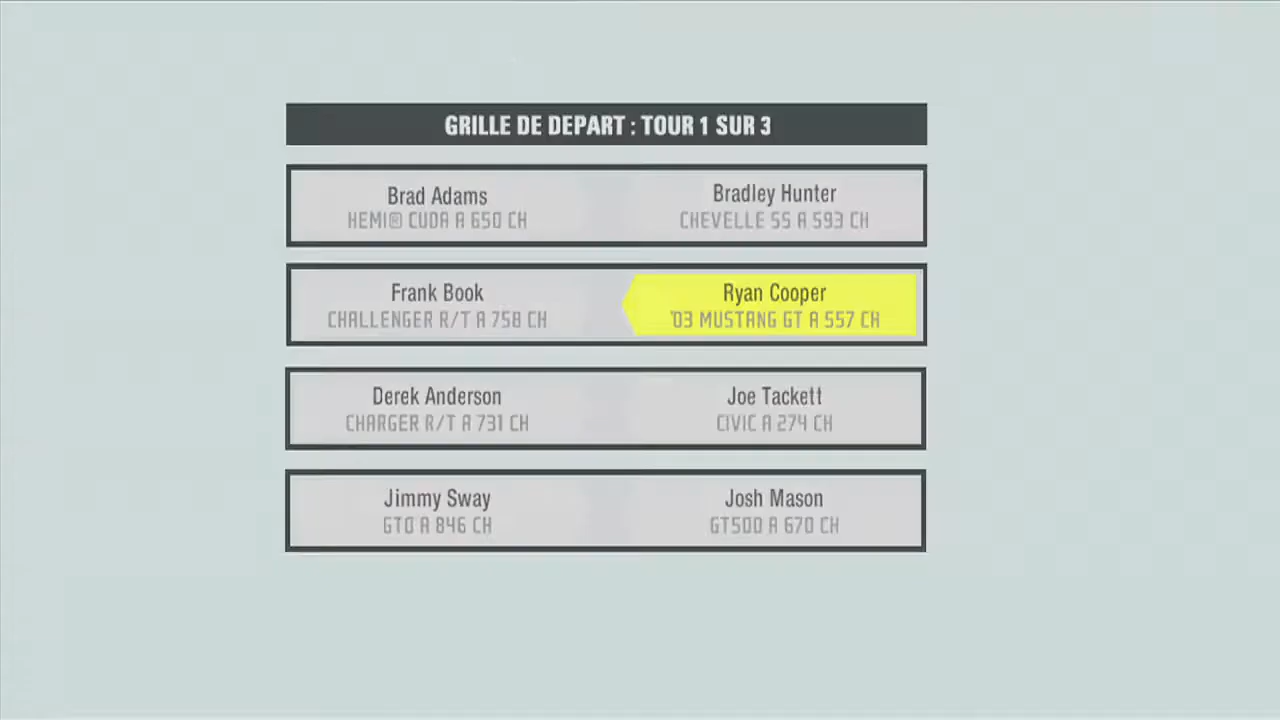 GRILLE DE DEPART : TOUR 1 SUR 3
Brad Adams
HEMI® CUDA A 650 CH
Bradley Hunter
CHEVELLE SS A 593 CH
Frank Book
CHALLENGER R/T A 758 CH
Ryan Cooper
'03 MUSTANG GT A 557 CH
Derek Anderson
CHARGER R/T A 731 CH
Joe Tackett
CIVIC A 274 CH
Jimmy Sway
GTO A 846 CH
Josh Mason
GT500 A 670 CH